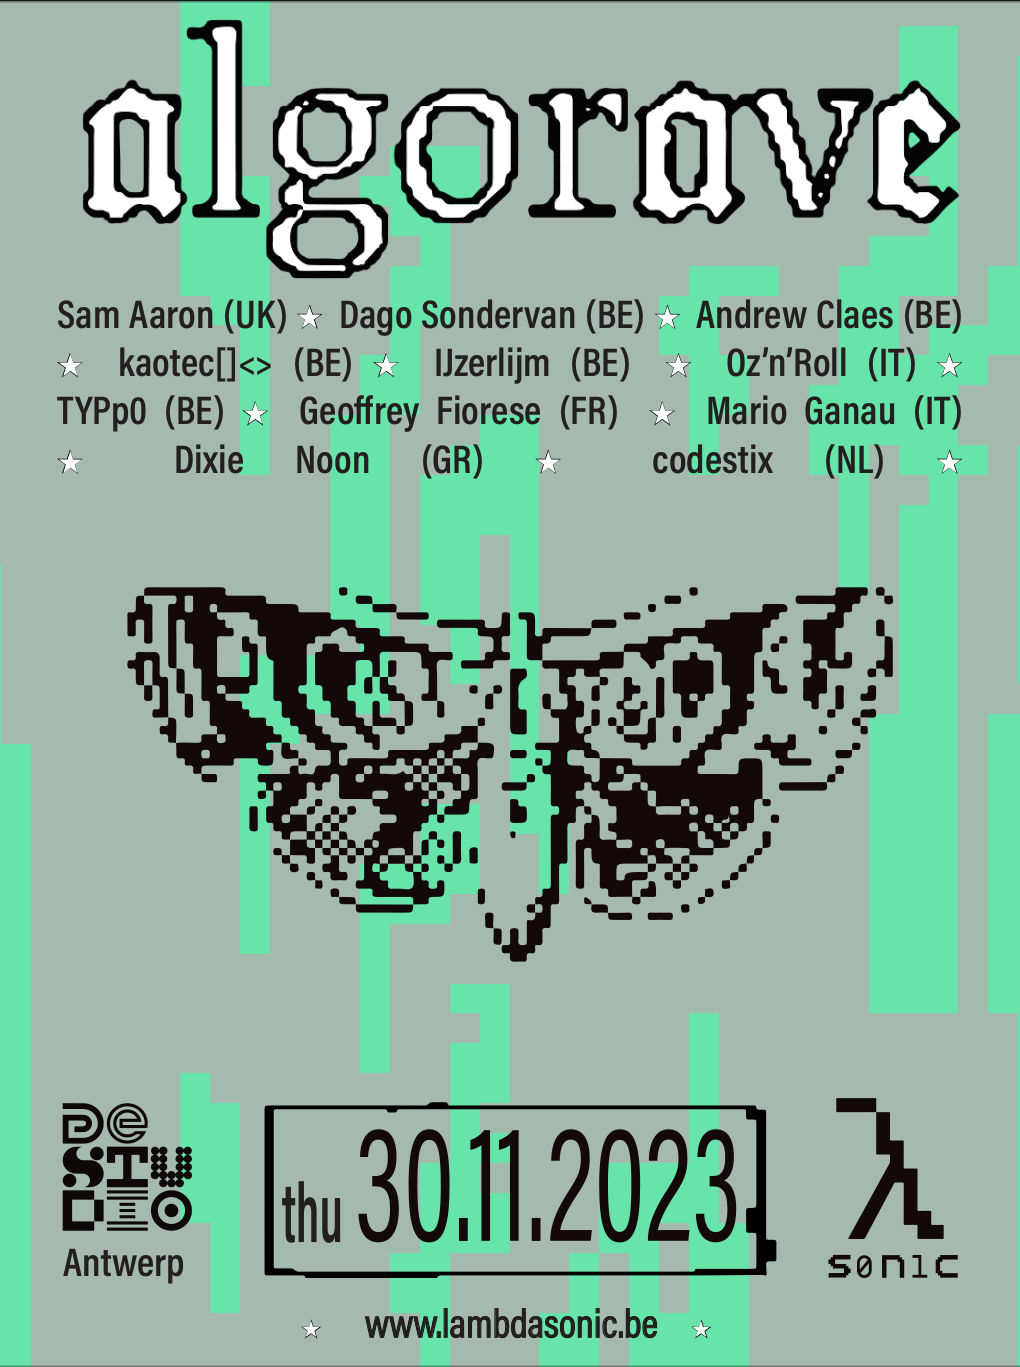 algorave
Sam Aaron (UK) ☆ Dago Sondervan (BE) ☆ Andrew Claes (BE)
☆ kaotec[]<> (BE) ☆ IJzerlijm (BE) ☆ Oz’n’Roll (IT) ☆
TYPp0 (BE) ☆ Geoffrey Fiorese (FR) ☆ Mario Ganau (IT)
☆ Dixie Noon (GR) ☆ codestix (NL) ☆
De
STU
DIO
Antwerp
thu 30.11.2023
λ
s0n1c
☆ www.lambdasonic.be ☆